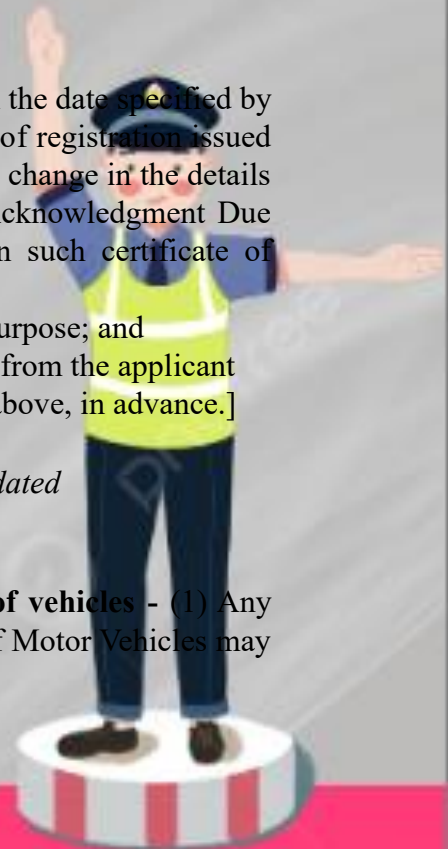 the date specified by
of registration issued
change in the details
cknowledgment Due
n such certificate of
urpose; and
from the applicant
above, in advance.]
dated
of vehicles - (1) Any
f Motor Vehicles may